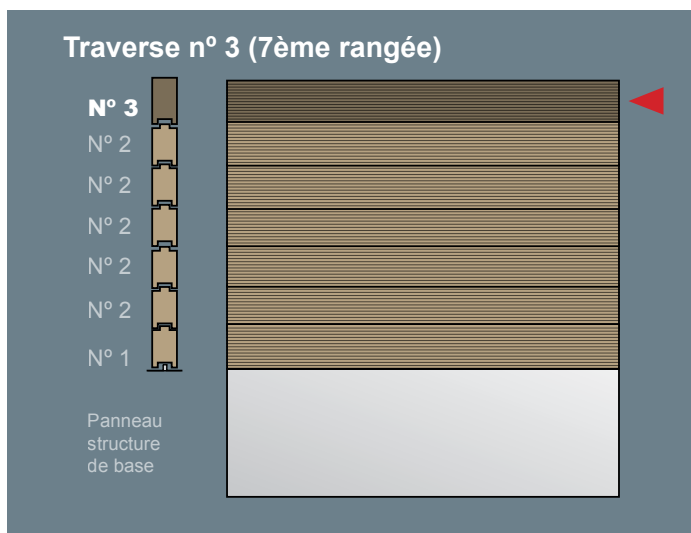 Traverse nº 3 (7ème rangée)
Nº 3
Nº 2
Nº 2
Nº 2
Nº 2
Nº 2
Nº 1
Panneau
structure
de base